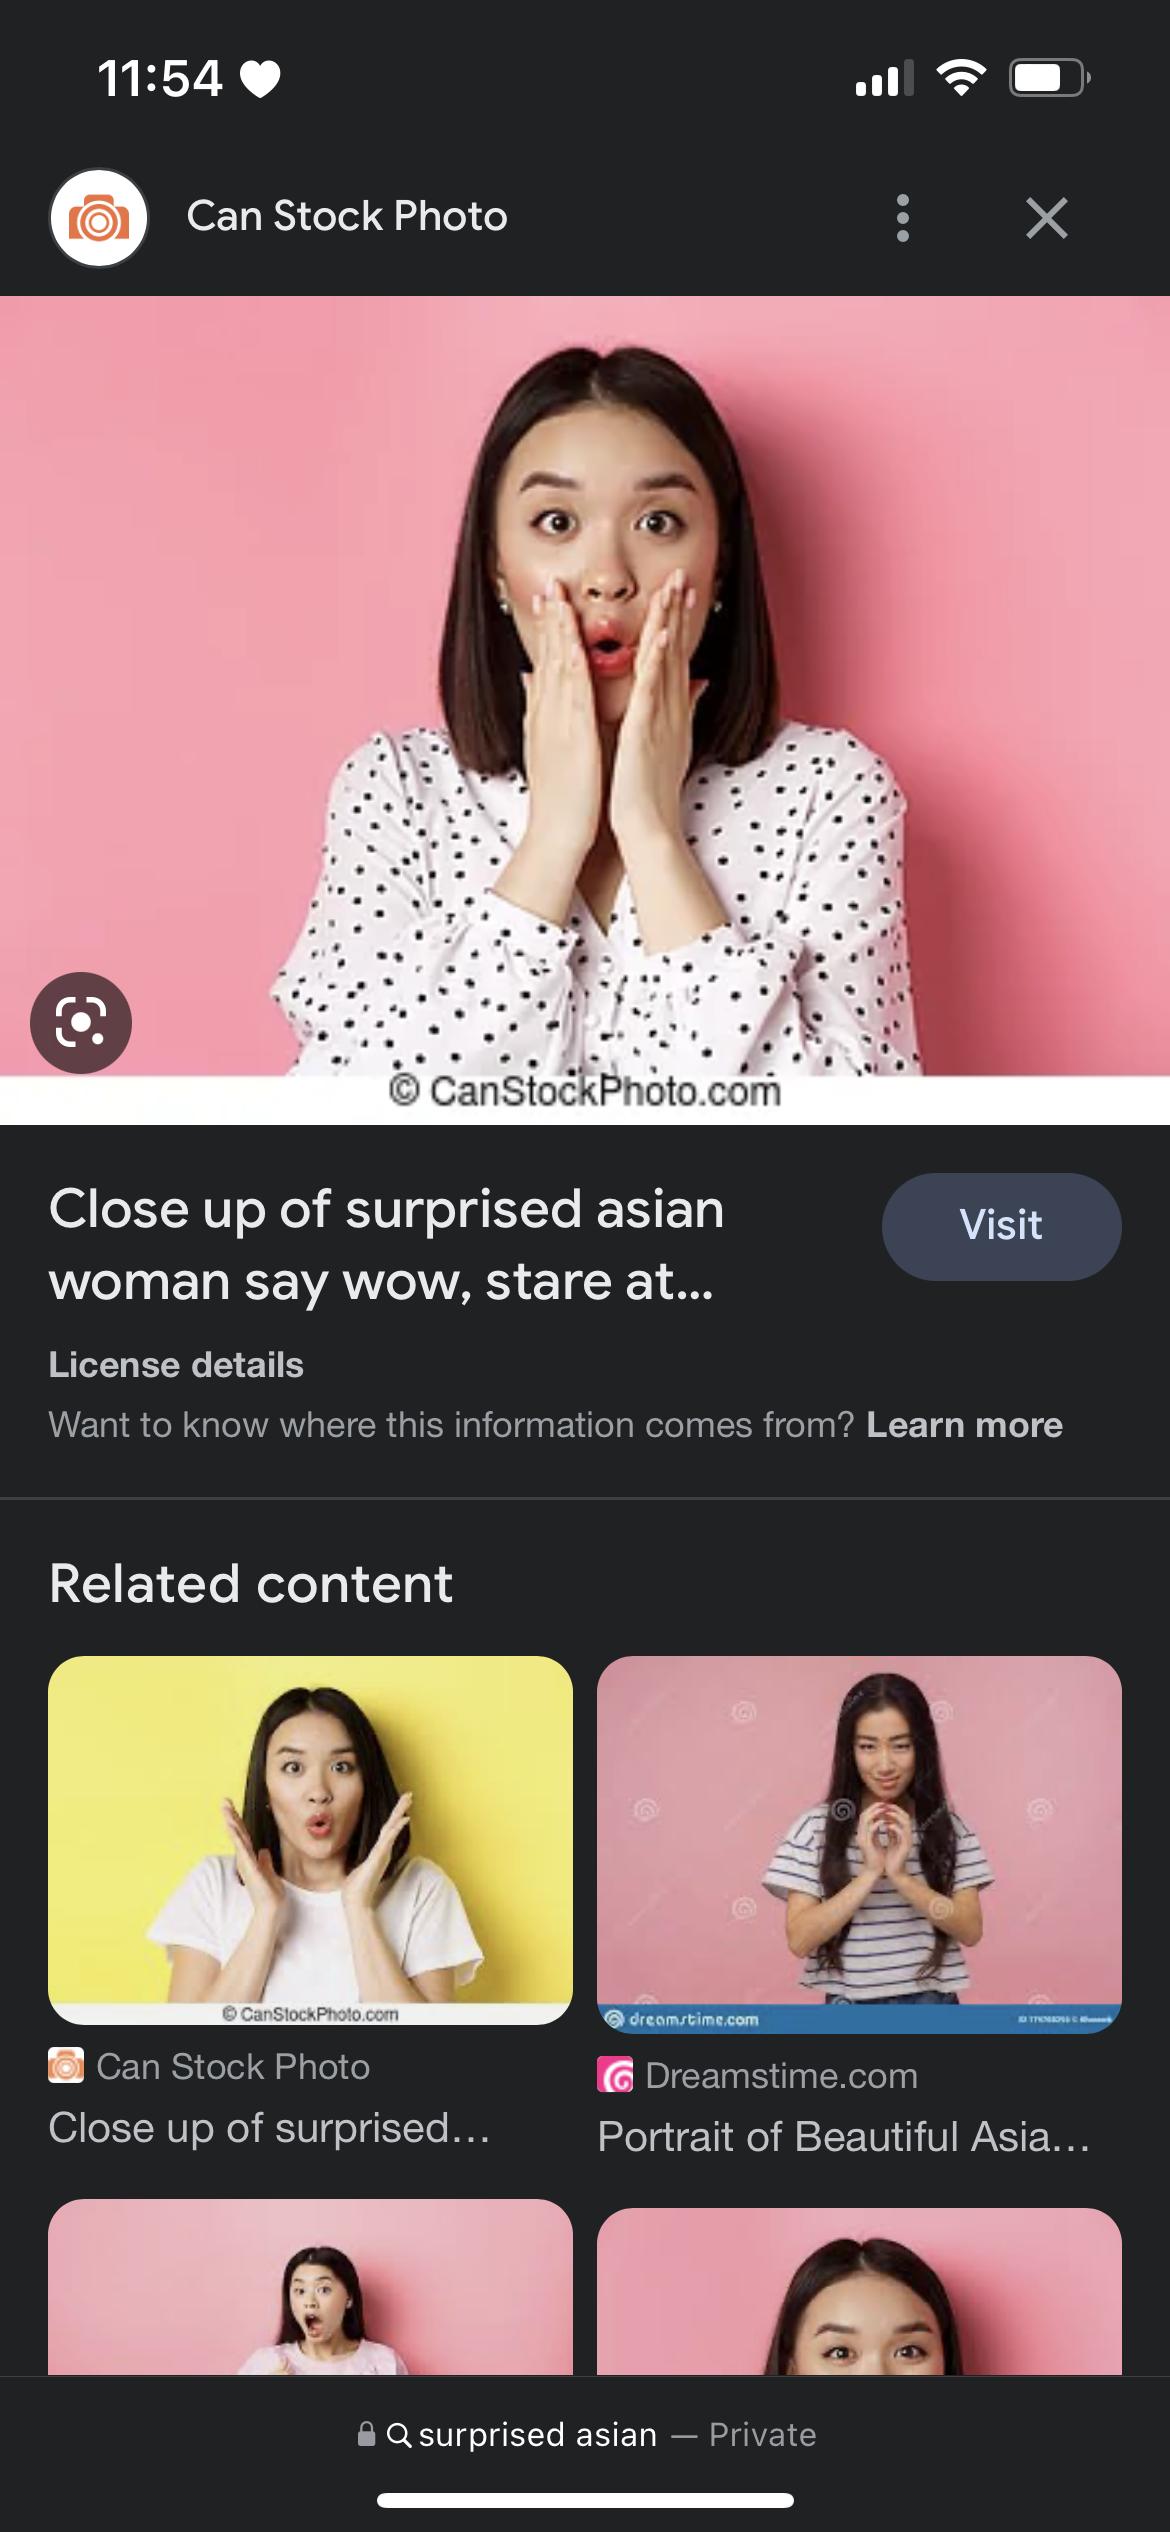 11:54
Can Stock Photo
© CanStockPhoto.com
Close up of surprised asian
woman say wow, stare at...
Visit
License details
Want to know where this information comes from? Learn more
Related content
© CanStockPhoto.com
dreamstime.com
Can Stock Photo
Close up of surprised...
Dreamstime.com
Portrait of Beautiful Asia...
surprised asian — Private